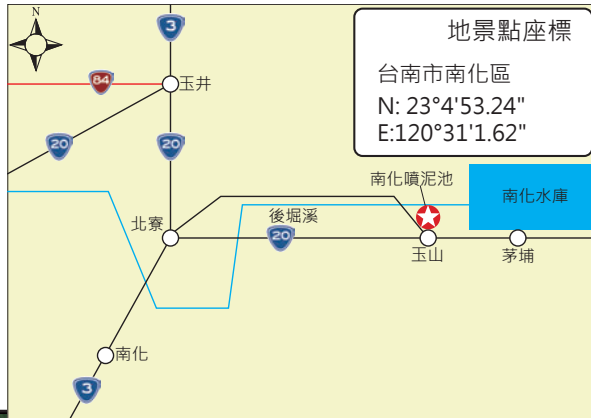 N
3
地景點座標
台南市南化區
N: 23°4'53.24"
E:120°31'1.62"
84
玉井
20
20
南化噴泥池
南化水庫
北寮
後堀溪
20
玉山
茅埔
南化
3